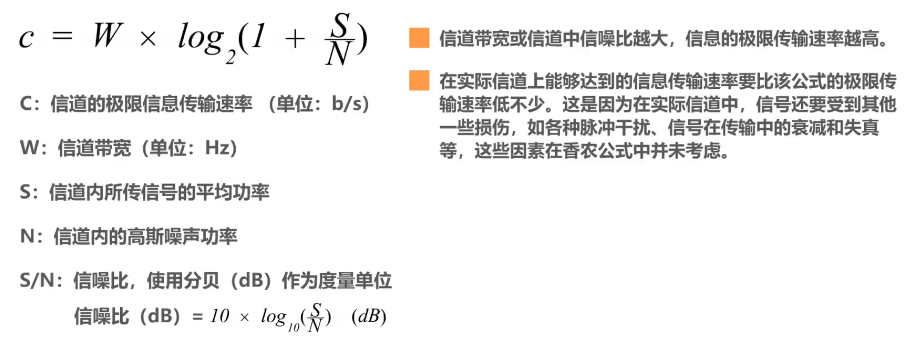 c = W × log₂(1 + S/N)
C：信道的极限信息传输速率 （单位：b/s）
W：信道带宽（单位：Hz）
S：信道内所传信号的平均功率
N：信道内的高斯噪声功率
S/N：信噪比，使用分贝（dB）作为度量单位
信噪比（dB）= 10 × log₁₀(S/N) (dB)
信道带宽或信道中信噪比越大，信息的极限传输速率越高。
在实际信道上能够达到的信息传输速率要比该公式的极限传
输速率低不少。这是因为在实际信道中，信号还要受到其他
一些损伤，如各种脉冲干扰、信号在传输中的衰减和失真
等，这些因素在香农公式中并未考虑。